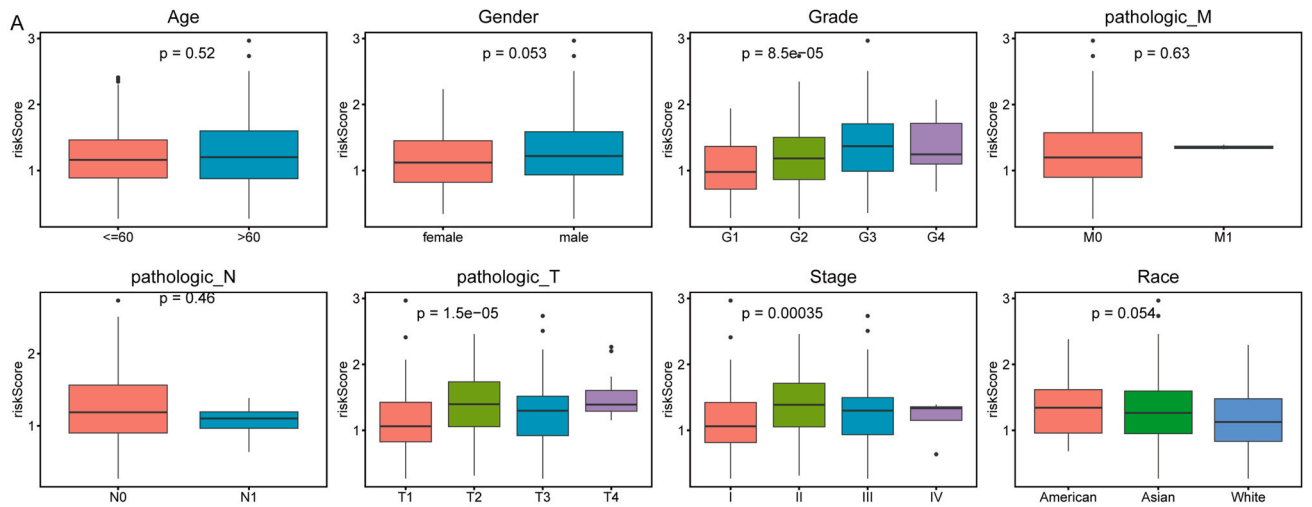 A
Age
riskScore
3
2
1
p = 0.52
<=60
>60
Gender
riskScore
3
2
1
p = 0.053
female
male
Grade
riskScore
3
2
1
p = 8.5e−05
G1
G2
G3
G4
pathologic_M
riskScore
3
2
1
p = 0.63
M0
M1
pathologic_N
riskScore
2
1
p = 0.46
N0
N1
pathologic_T
riskScore
3
2
1
p = 1.5e−05
T1
T2
T3
T4
Stage
riskScore
3
2
1
p = 0.00035
I
II
III
IV
Race
riskScore
3
2
1
p = 0.054
American
Asian
White